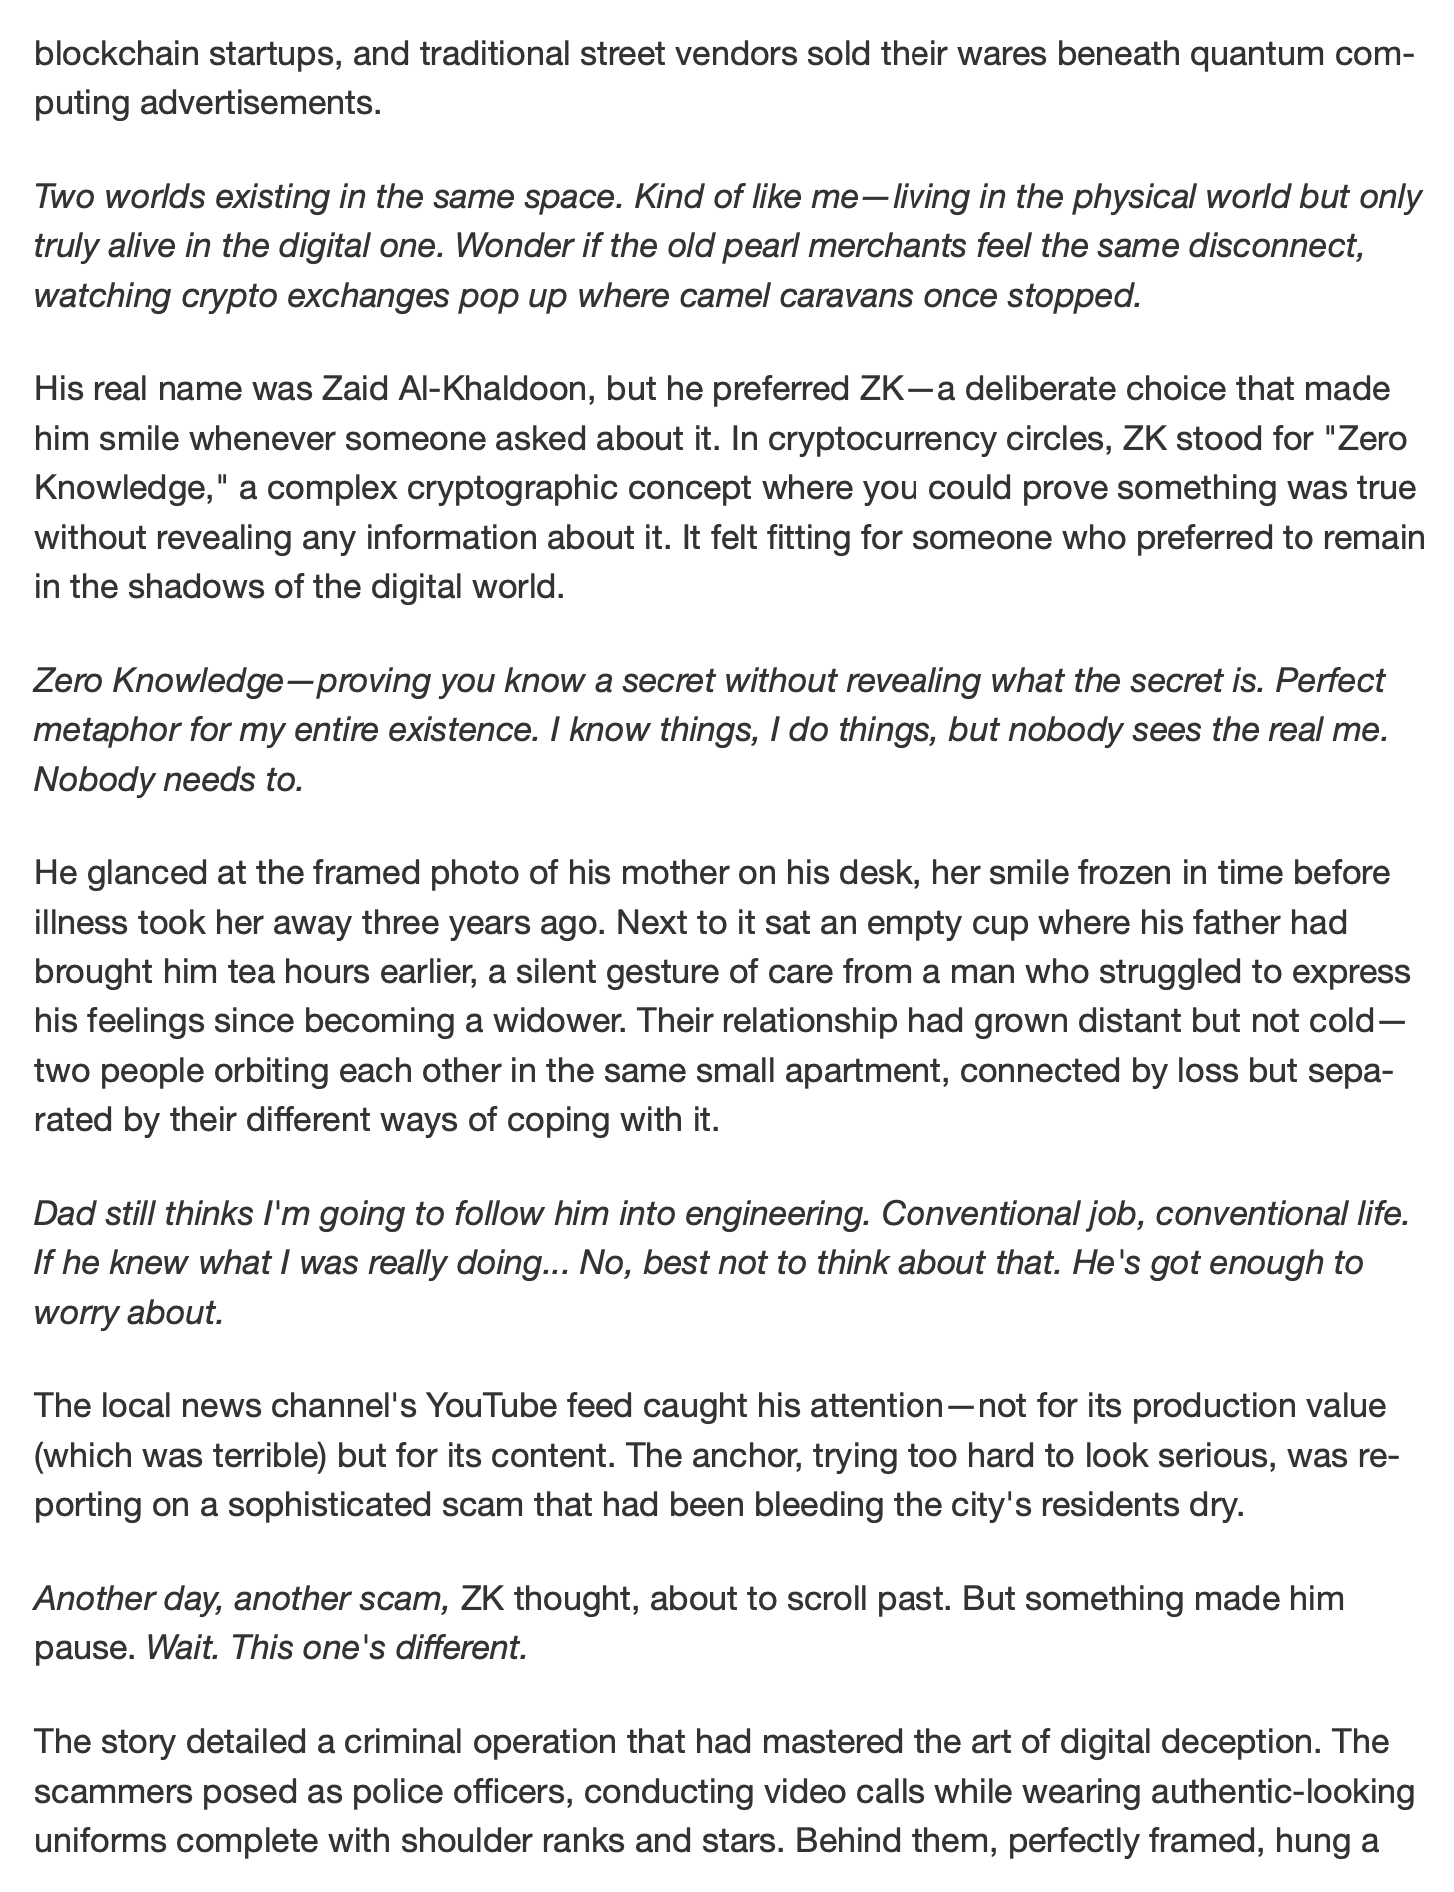 blockchain startups, and traditional street vendors sold their wares beneath quantum com-
puting advertisements.
Two worlds existing in the same space. Kind of like me—living in the physical world but only
truly alive in the digital one. Wonder if the old pearl merchants feel the same disconnect,
watching crypto exchanges pop up where camel caravans once stopped.
His real name was Zaid Al-Khaldoon, but he preferred ZK—a deliberate choice that made
him smile whenever someone asked about it. In cryptocurrency circles, ZK stood for "Zero
Knowledge," a complex cryptographic concept where you could prove something was true
without revealing any information about it. It felt fitting for someone who preferred to remain
in the shadows of the digital world.
Zero Knowledge—proving you know a secret without revealing what the secret is. Perfect
metaphor for my entire existence. I know things, I do things, but nobody sees the real me.
Nobody needs to.
He glanced at the framed photo of his mother on his desk, her smile frozen in time before
illness took her away three years ago. Next to it sat an empty cup where his father had
brought him tea hours earlier, a silent gesture of care from a man who struggled to express
his feelings since becoming a widower. Their relationship had grown distant but not cold—
two people orbiting each other in the same small apartment, connected by loss but sepa-
rated by their different ways of coping with it.
Dad still thinks I'm going to follow him into engineering. Conventional job, conventional life.
If he knew what I was really doing... No, best not to think about that. He's got enough to
worry about.
The local news channel's YouTube feed caught his attention—not for its production value
(which was terrible) but for its content. The anchor, trying too hard to look serious, was re-
porting on a sophisticated scam that had been bleeding the city's residents dry.
Another day, another scam, ZK thought, about to scroll past. But something made him
pause. Wait. This one's different.
The story detailed a criminal operation that had mastered the art of digital deception. The
scammers posed as police officers, conducting video calls while wearing authentic-looking
uniforms complete with shoulder ranks and stars. Behind them, perfectly framed, hung a